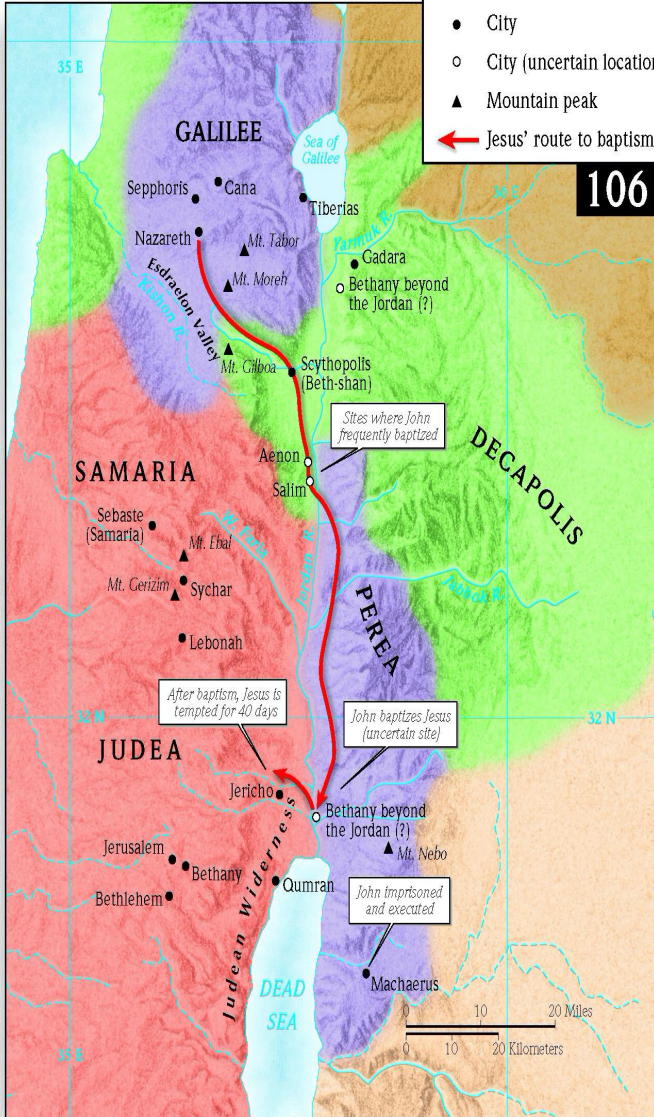 City
City (uncertain location
Mountain peak
Jesus' route to baptism
106
35 E
36 E
GALILEE
Sea of
Galilee
Sepphoris
Cana
Tiberias
Nazareth
Mt. Tabor
Yarmuk R.
Gadara
Mt. Moreh
Bethany beyond
the Jordan (?)
Esdraelon Valley
Kishon R.
Mt. Gilboa
Scythopolis
(Beth-shan)
Sites where John
frequently baptized
DECAPOLIS
Aenon
Salim
SAMARIA
Sebaste
(Samaria)
Mt. Ebal
W. Faria
Jordan R.
Mt. Gerizim
Sychar
Jabbok R.
PEREA
Lebonah
After baptism, Jesus is
tempted for 40 days
John baptizes Jesus
(uncertain site)
32 N
32 N
JUDEA
Jericho
Bethany beyond
the Jordan (?)
Mt. Nebo
Jerusalem
Bethany
Bethlehem
Judean Wilderness
Qumran
John imprisoned
and executed
Machaerus
DEAD
SEA
0 10 20 Miles
0 10 20 Kilometers
35 E